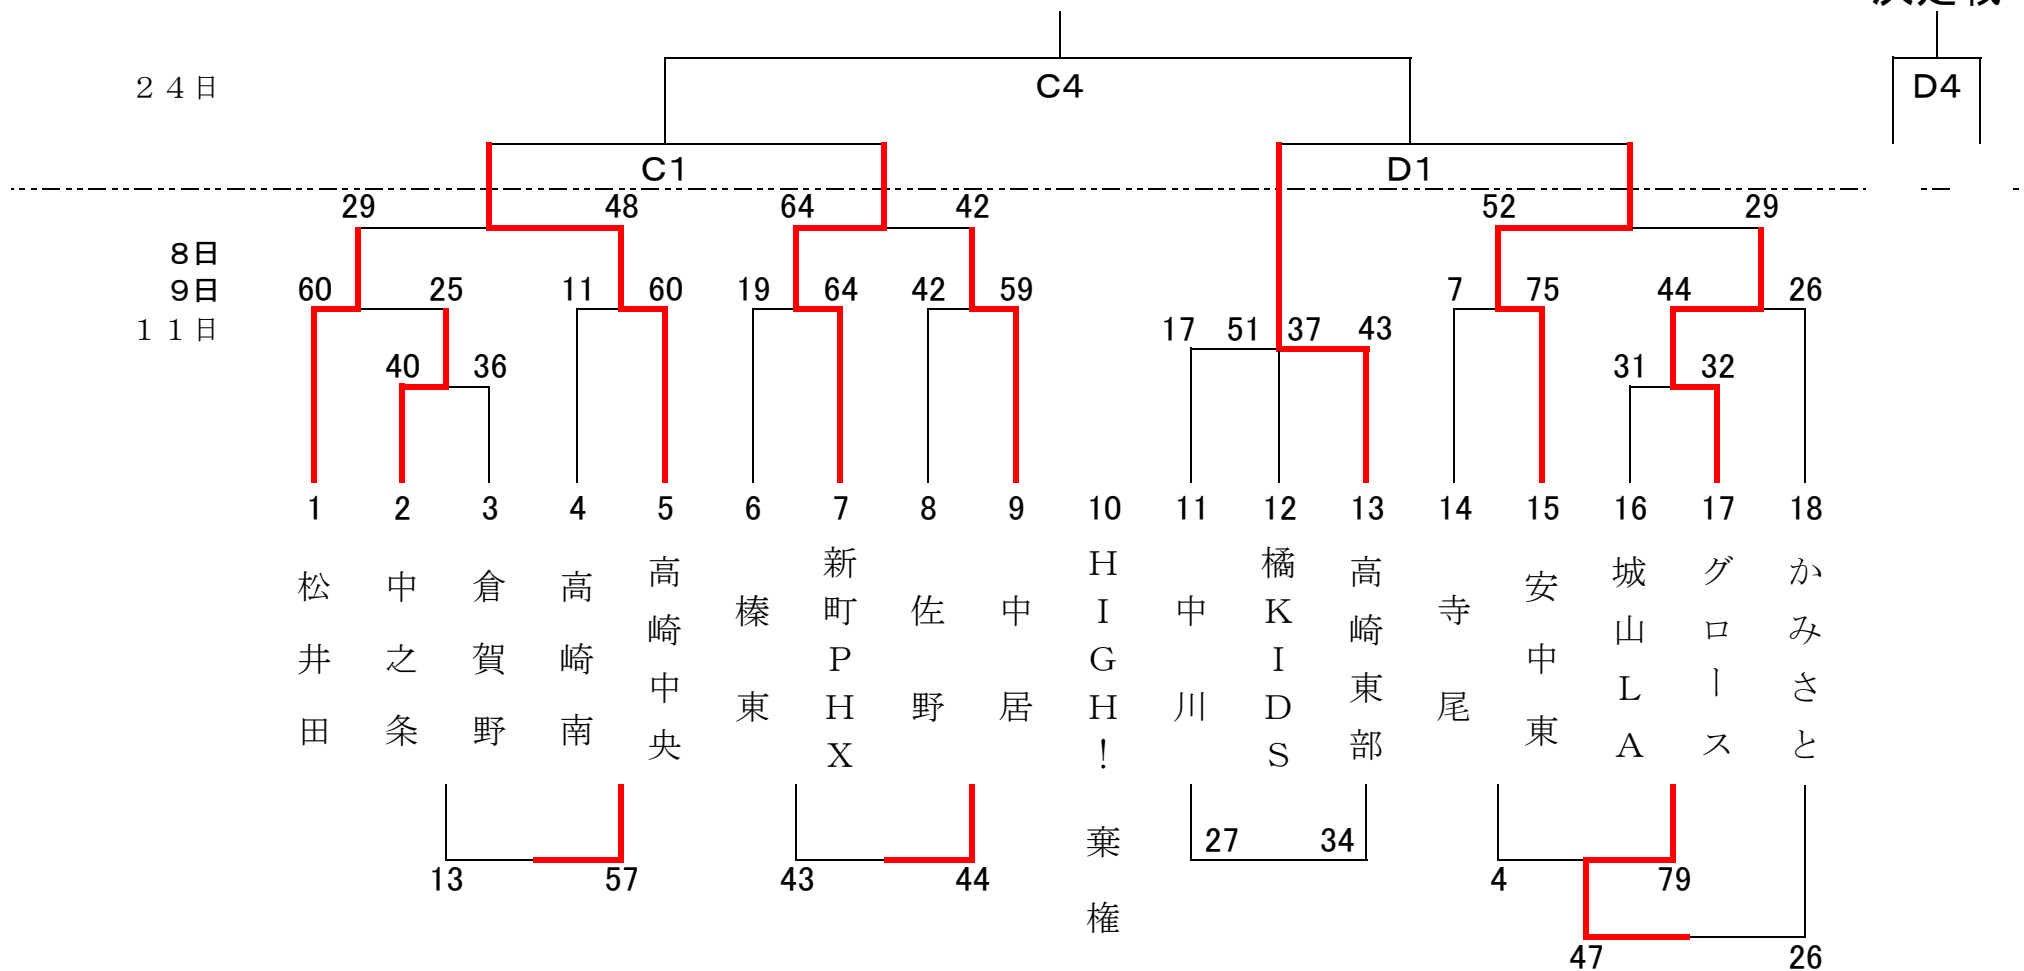 決定戦
２４日 C4 D4
C1 D1
29 48 64 42 52 29
８日
９日 60 25 11 60 19 64 42 59 7 75 44 26
１１日 17 51 37 43
40 36 31 32
1 2 3 4 5 6 7 8 9 10 11 12 13 14 15 16 17 18
松井田
中之条
倉賀野
高崎南
高崎中央
榛東
新町ＰＨＸ
佐野
中居
ＨＩＧＨ！棄権
中川
橘ＫＩＤＳ
高崎東部
寺尾
安中東
城山ＬＡ
グロース
かみさと
27 34
13 57 43 44 4 79
47 26